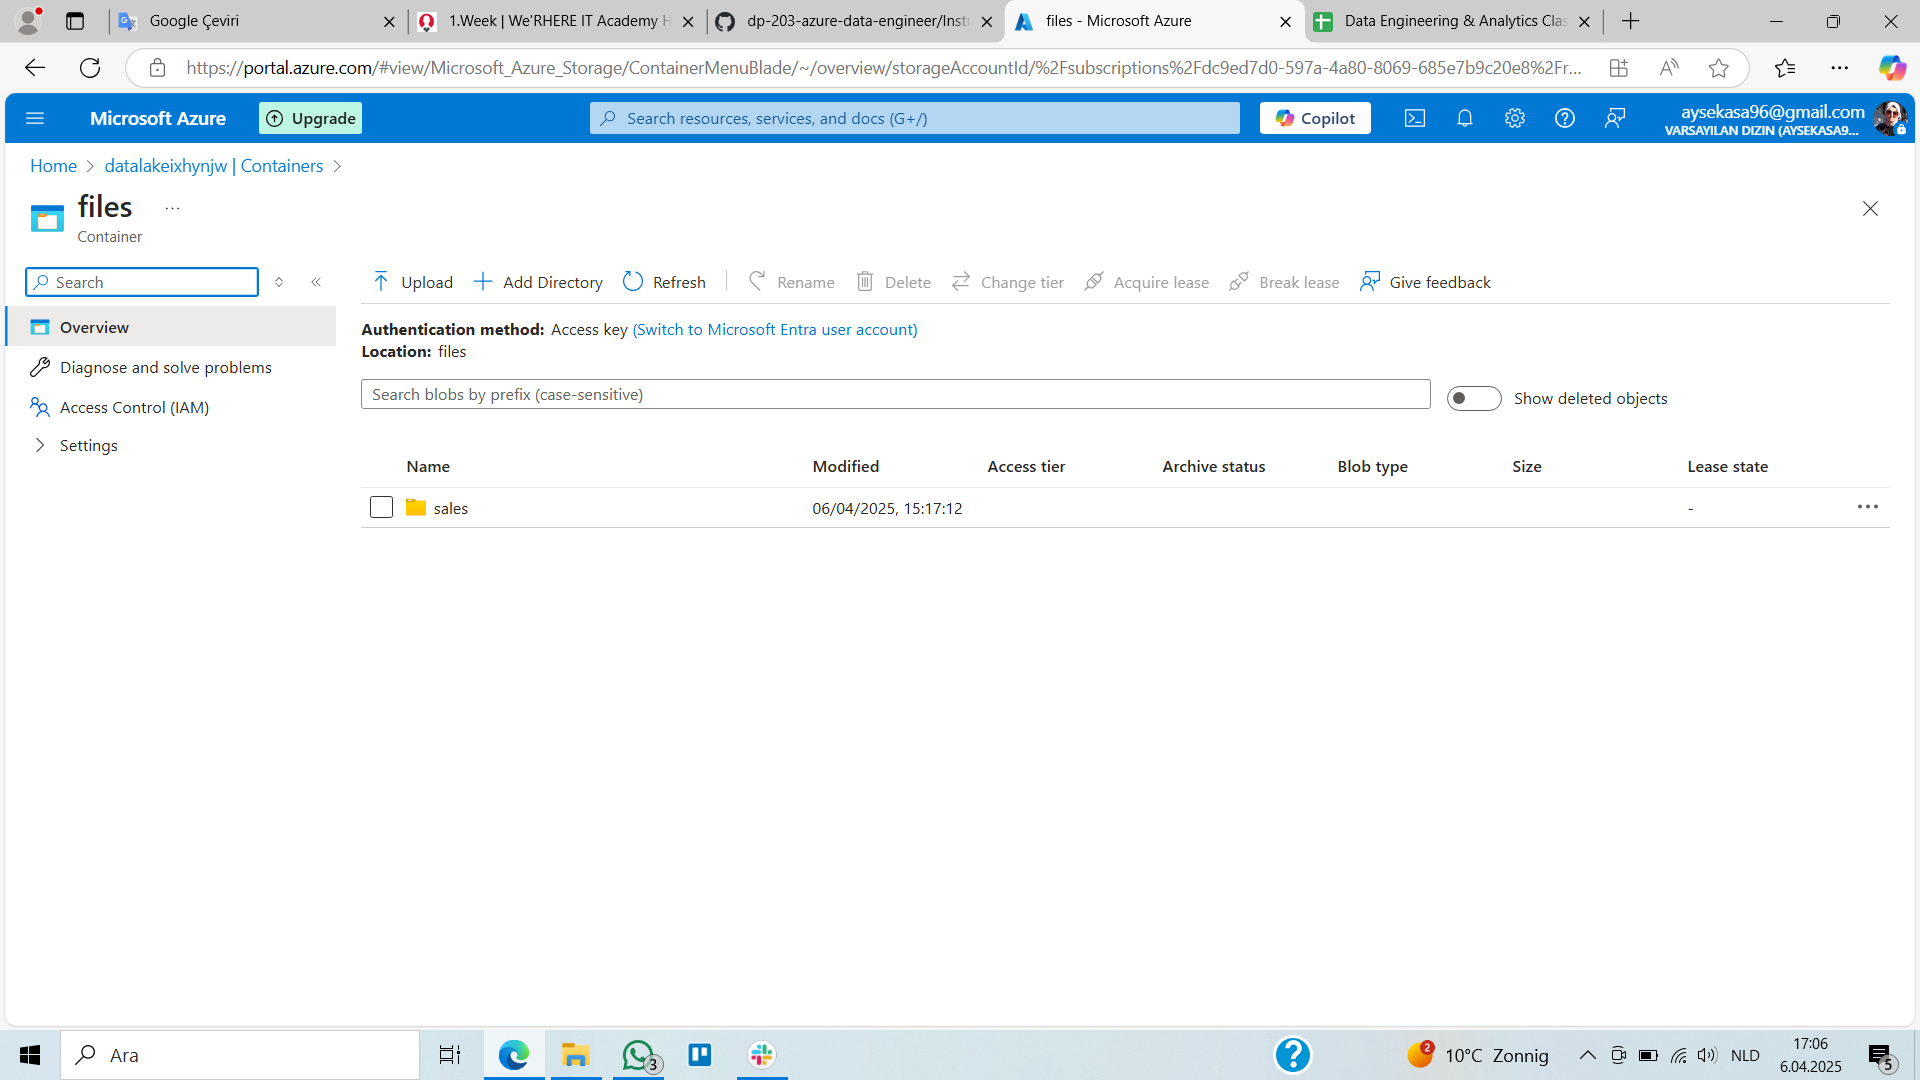 Google Çeviri
1.Week | We'RHERE IT Academy H
dp-203-azure-data-engineer/Instr
files - Microsoft Azure
Data Engineering & Analytics Clas
https://portal.azure.com/#view/Microsoft_Azure_Storage/ContainerMenuBlade/~/overview/storageAccountId/%2Fsubscriptions%2Fdc9ed7d0-597a-4a80-8069-685e7b9c20e8%2Fr...
Microsoft Azure
Upgrade
Search resources, services, and docs (G+/)
Copilot
aysekasa96@gmail.com
VARSAYILAN DIZIN (AYSEKASA9...
Home > datalakeixhynjw | Containers >
files ...
Container
Search
Upload
Add Directory
Refresh
Rename
Delete
Change tier
Acquire lease
Break lease
Give feedback
Overview
Diagnose and solve problems
Access Control (IAM)
Settings
Authentication method: Access key (Switch to Microsoft Entra user account)
Location: files
Search blobs by prefix (case-sensitive)
Show deleted objects
Name Modified Access tier Archive status Blob type Size Lease state
sales 06/04/2025, 15:17:12 - ...
Ara
3
2
10°C Zonnig
NLD
17:06
6.04.2025
5